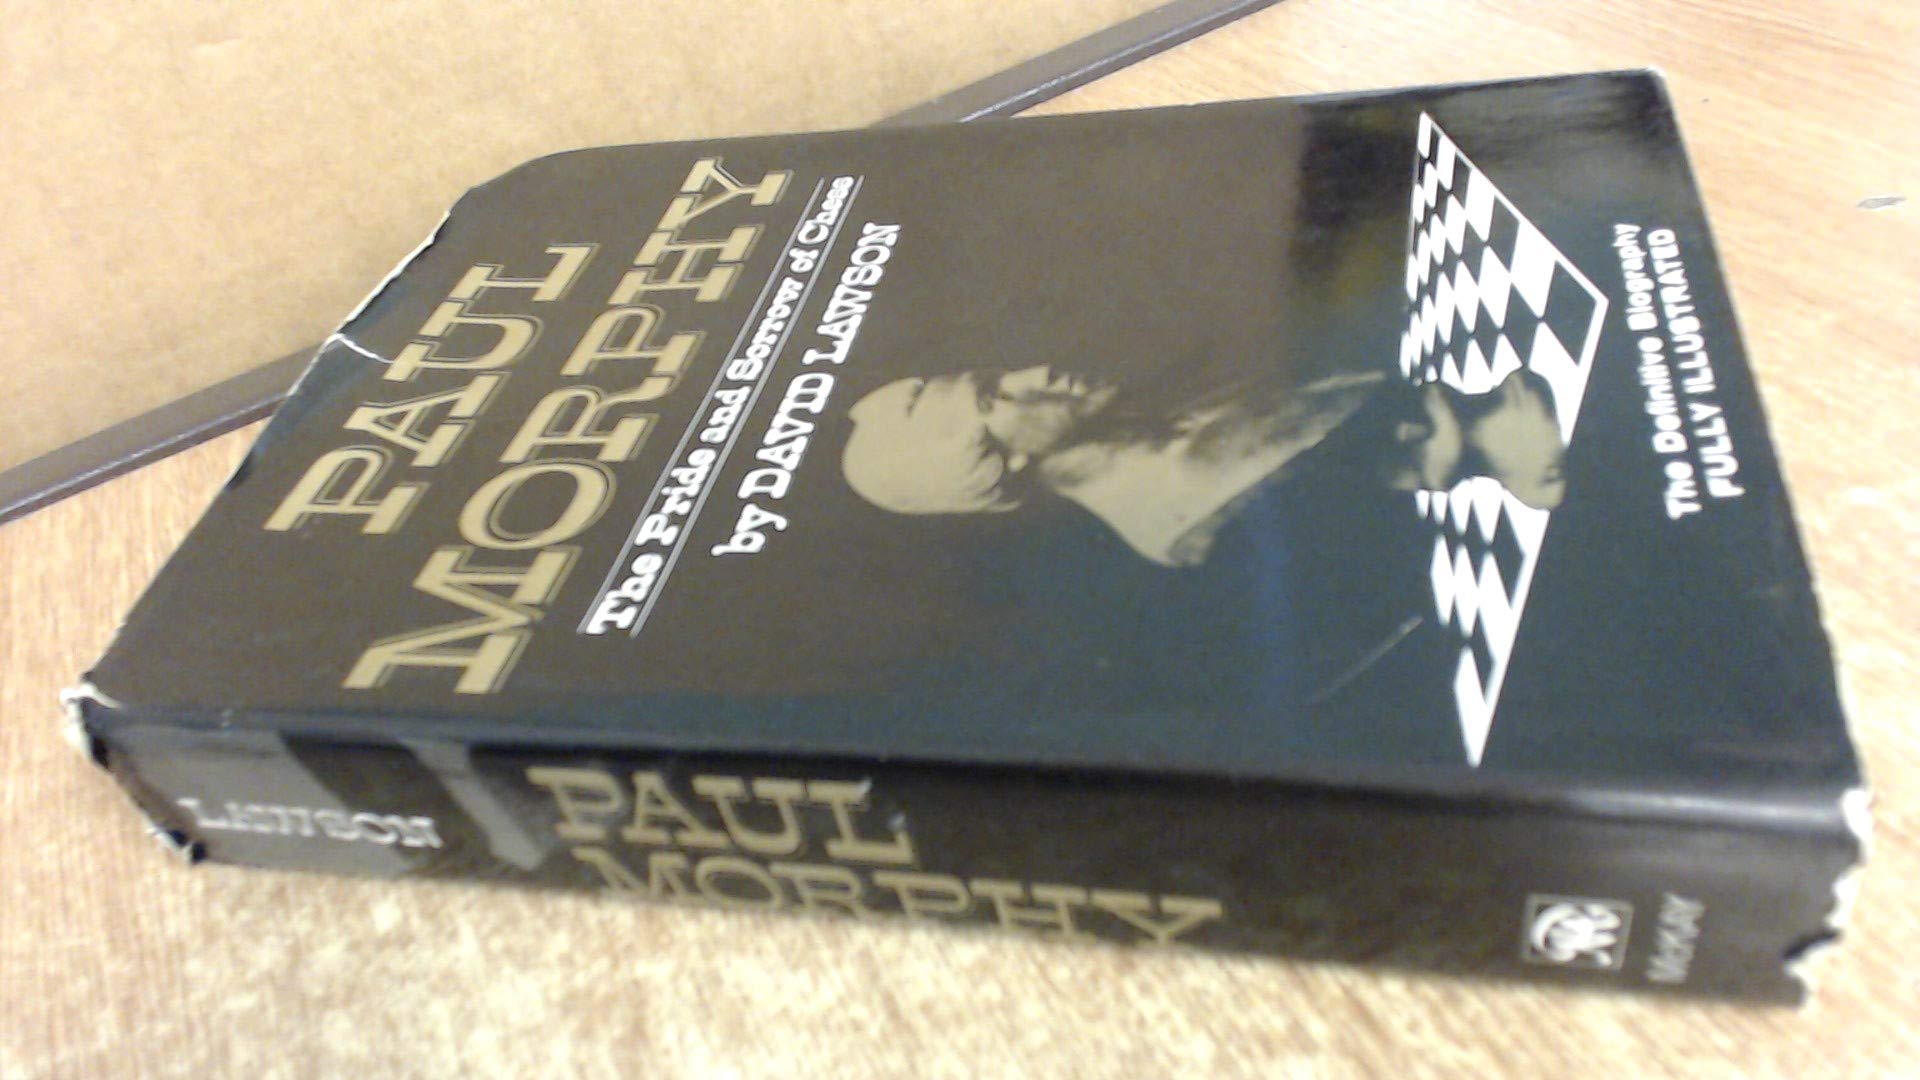 PAUL
MORPHY
The Pride and Sorrow of Chess
by DAVID LAWSON
The Definitive Biography
FULLY ILLUSTRATED
LAWSON
PAUL
MORPHY
McKAY